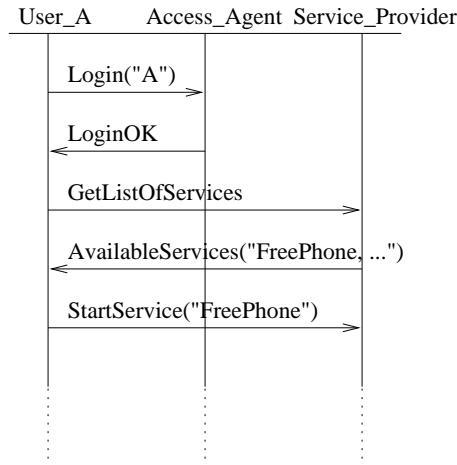 User_A Access_Agent Service_Provider
Login("A")
LoginOK
GetListOfServices
AvailableServices("FreePhone, ...")
StartService("FreePhone")